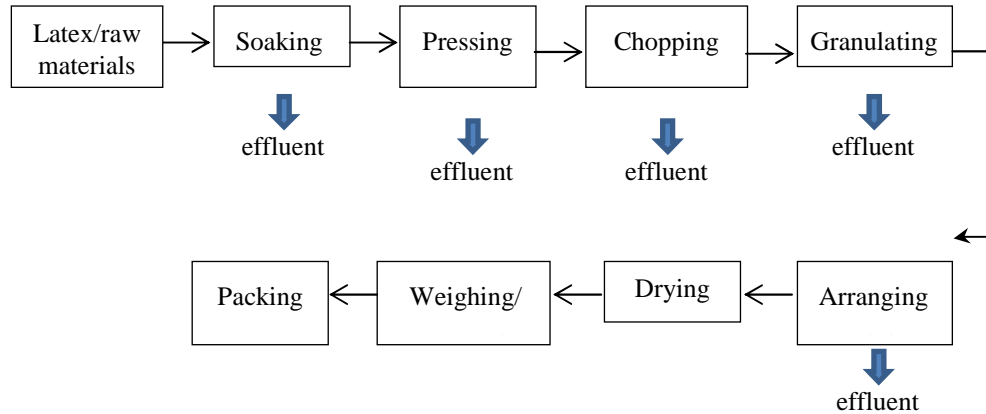 Latex/raw
materials
Soaking
Pressing
Chopping
Granulating
effluent
effluent
effluent
effluent
Packing
Weighing/
Drying
Arranging
effluent